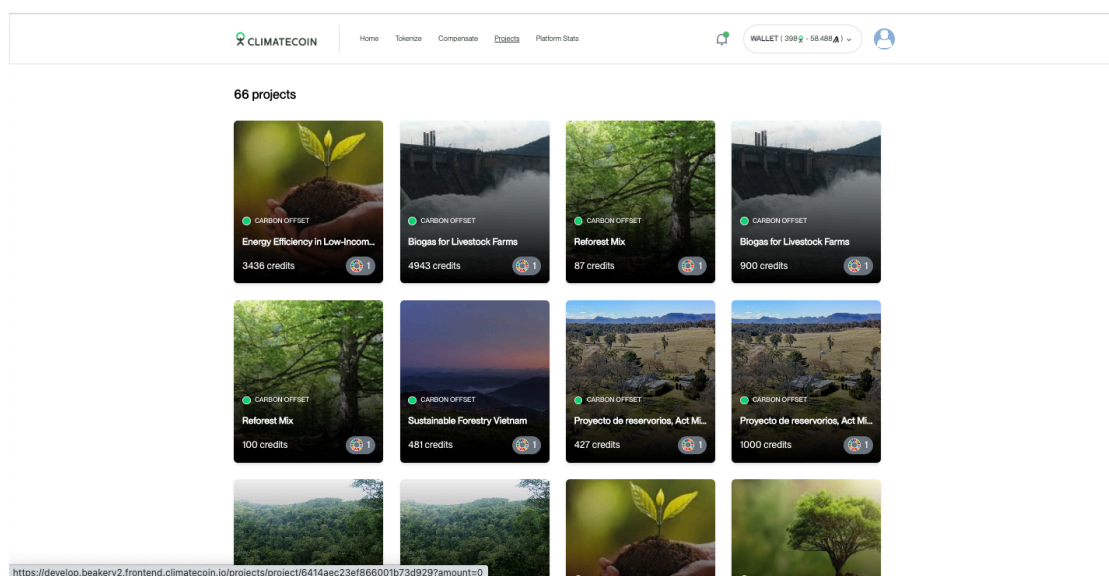 CLIMATECOIN
Home Tokenize Compensate Projects Platform Stats
WALLET ( 398 - 58.488 )
66 projects
CARBON OFFSET
Energy Efficiency in Low-Incom...
3436 credits 1
CARBON OFFSET
Biogas for Livestock Farms
4943 credits 1
CARBON OFFSET
Reforest Mix
87 credits 1
CARBON OFFSET
Biogas for Livestock Farms
900 credits 1
CARBON OFFSET
Reforest Mix
100 credits 1
CARBON OFFSET
Sustainable Forestry Vietnam
481 credits 1
CARBON OFFSET
Proyecto de reservorios, Act Mi...
427 credits 1
CARBON OFFSET
Proyecto de reservorios, Act Mi...
1000 credits 1
https://develop.beakery2.frontend.climatecoin.io/projects/project/6414aec23ef866001b73d929?amount=0